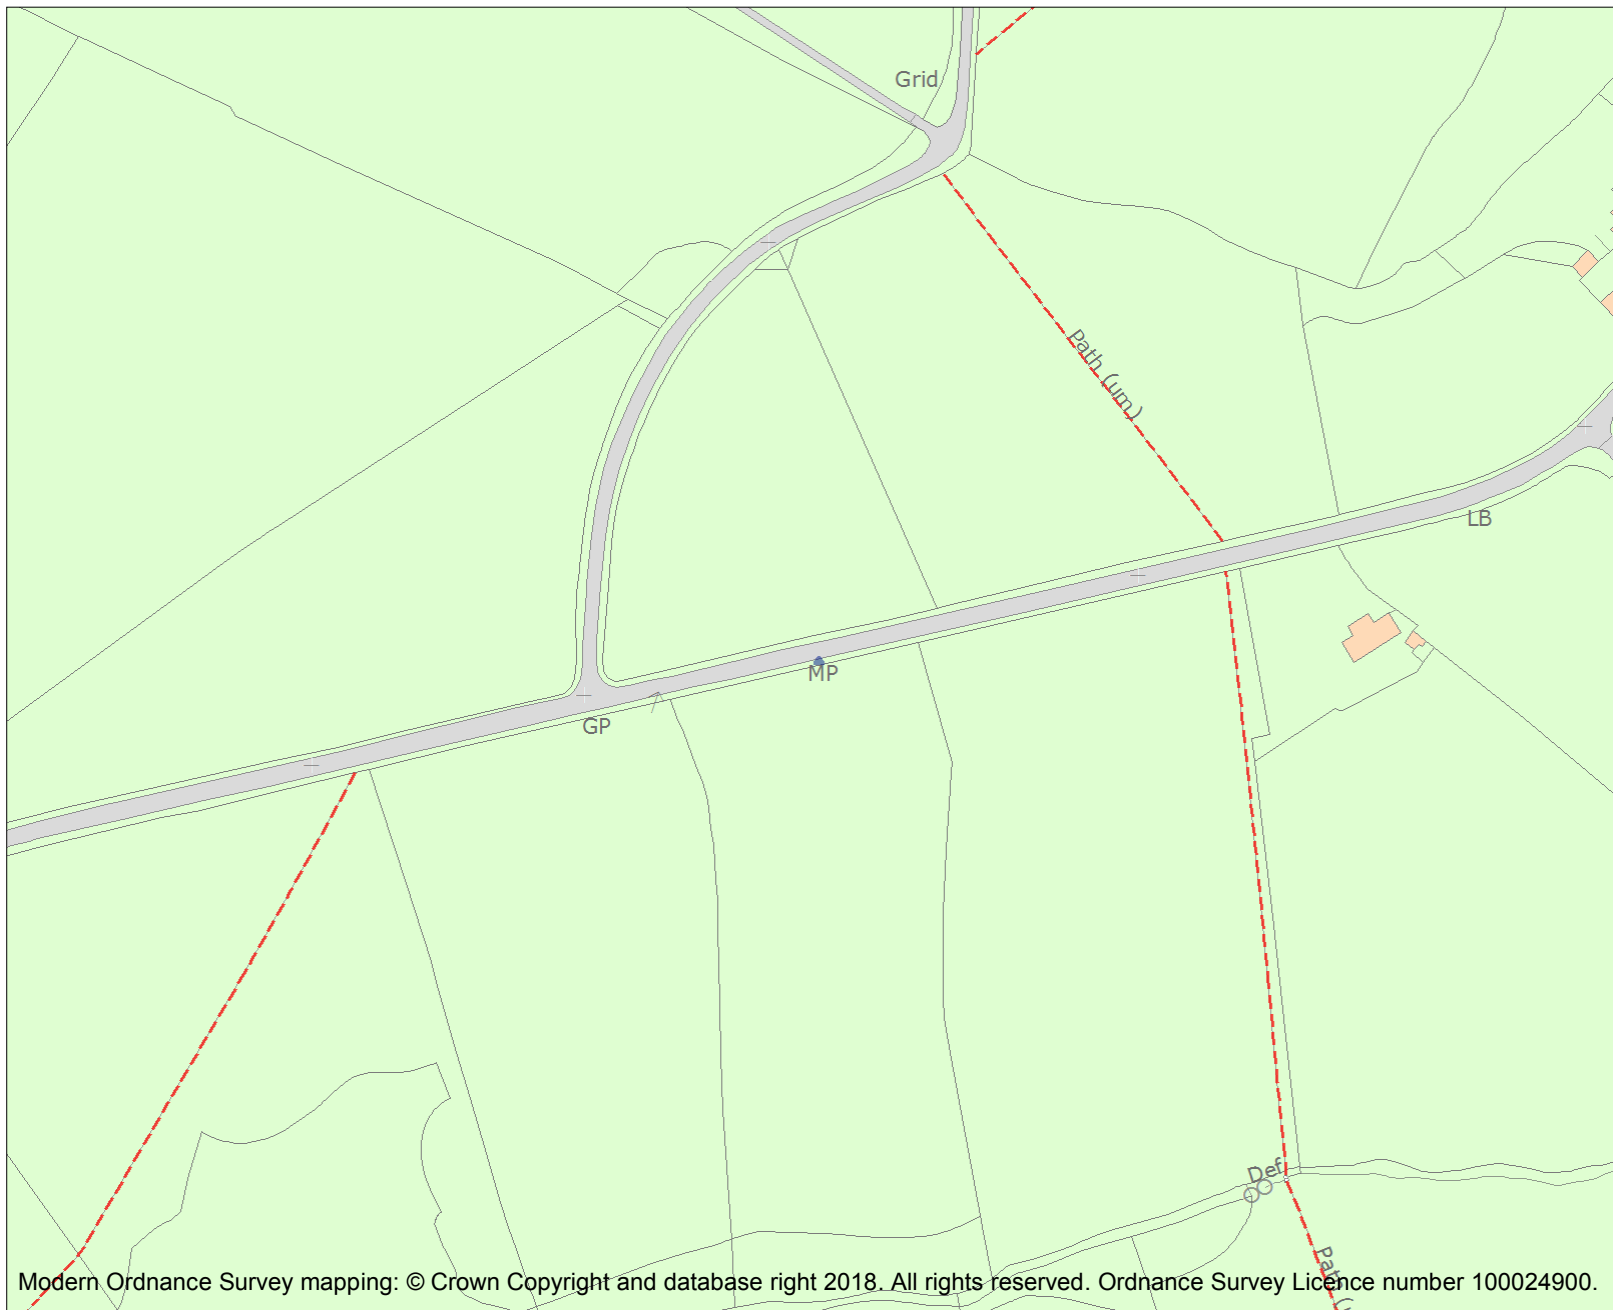 Grid
Path (um)
LB
MP
GP
Def
Path (u
Modern Ordnance Survey mapping: © Crown Copyright and database right 2018. All rights reserved. Ordnance Survey Licence number 100024900.